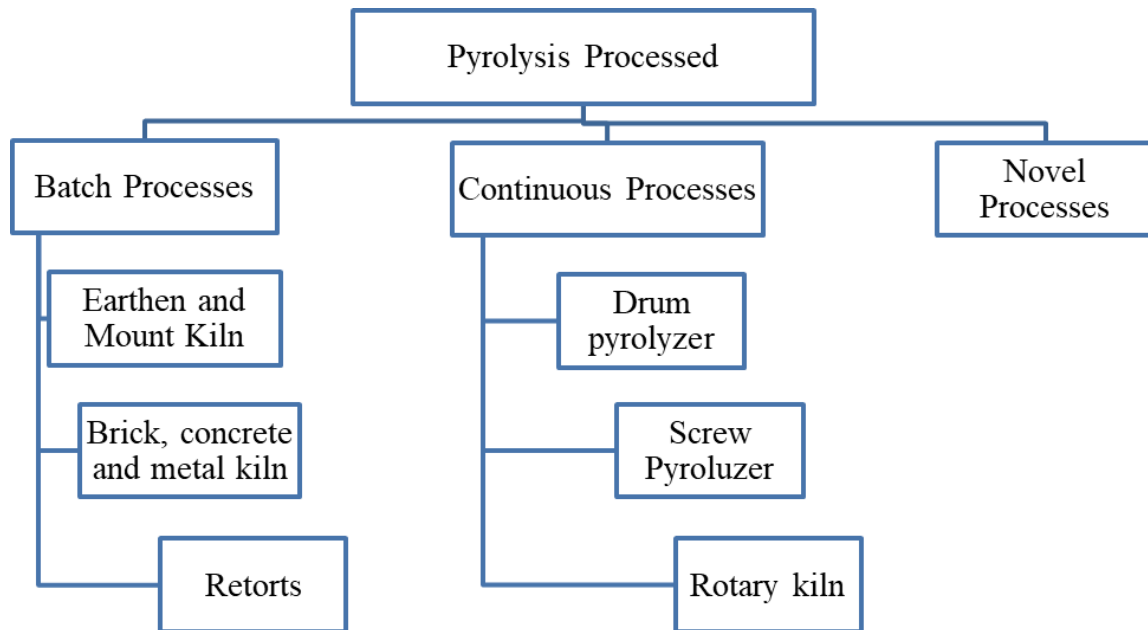 Pyrolysis Processed
Batch Processes
Continuous Processes
Novel
Processes
Earthen and
Mount Kiln
Drum
pyrolyzer
Brick, concrete
and metal kiln
Screw
Pyroluzer
Retorts
Rotary kiln